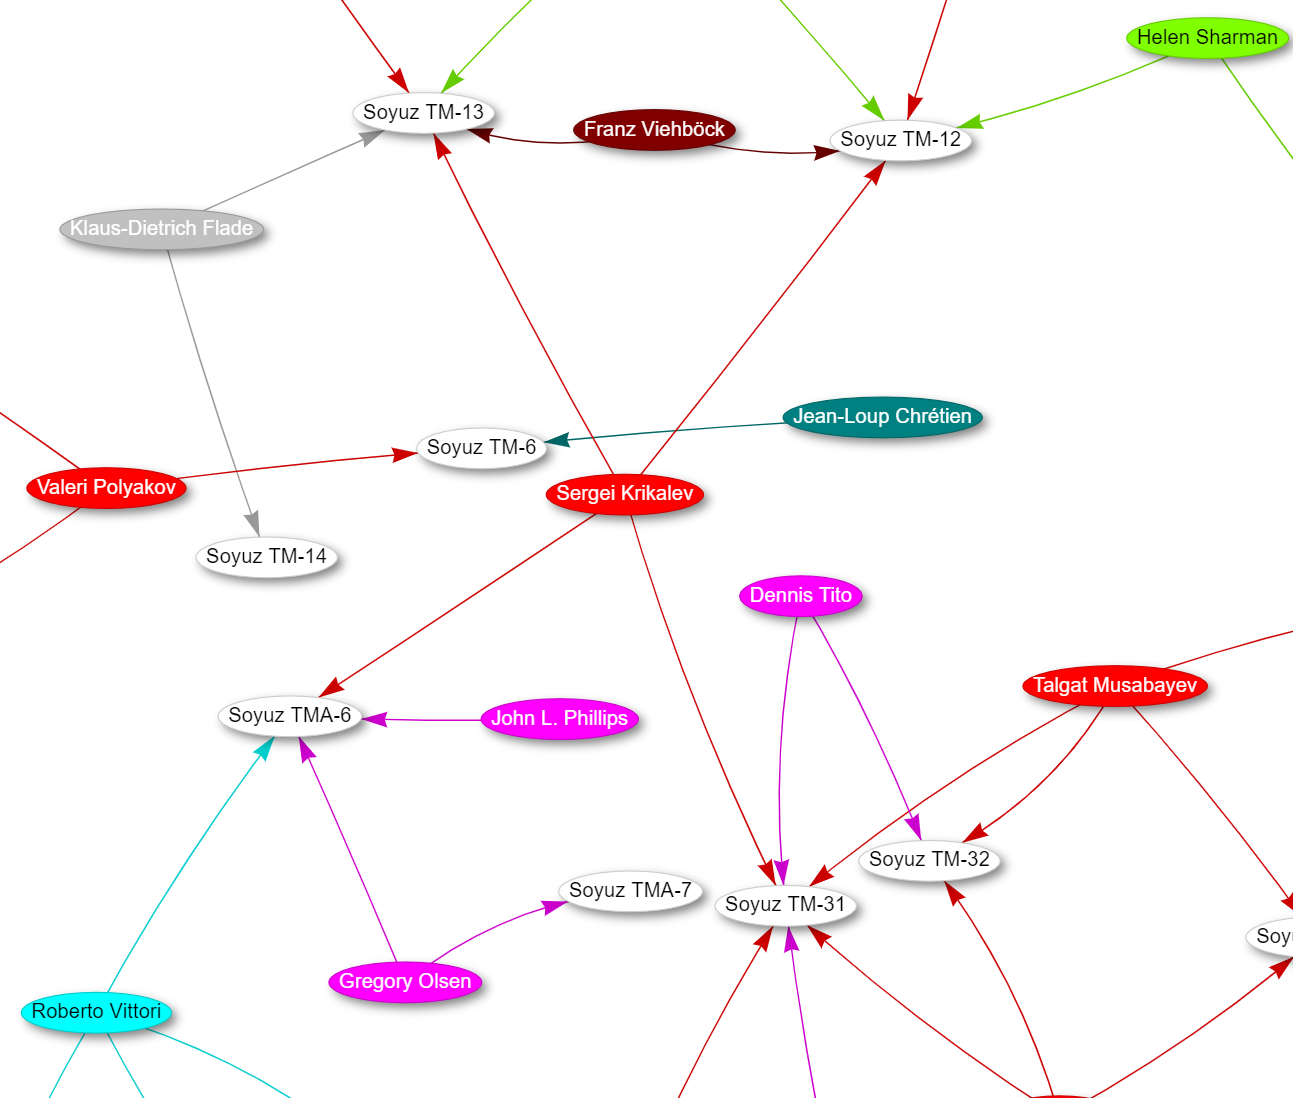 Helen Sharman
Soyuz TM-13
Franz Viehböck
Soyuz TM-12
Klaus-Dietrich Flade
Jean-Loup Chrétien
Soyuz TM-6
Valeri Polyakov
Sergei Krikalev
Soyuz TM-14
Dennis Tito
Talgat Musabayev
Soyuz TMA-6
John L. Phillips
Soyuz TM-32
Soyuz TMA-7
Soyuz TM-31
Gregory Olsen
Roberto Vittori